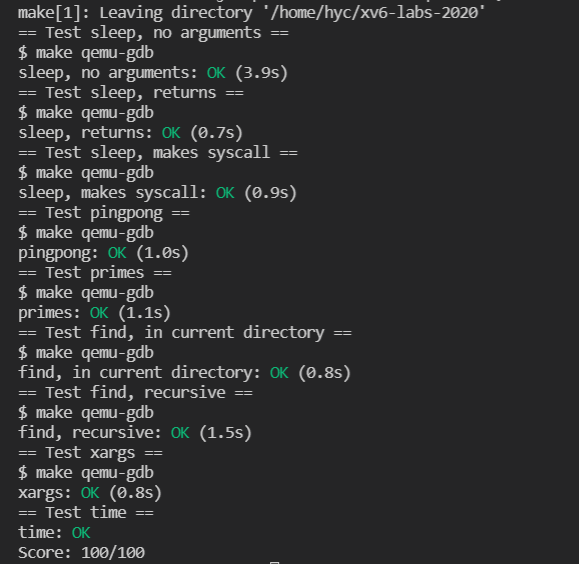 make[1]: Leaving directory '/home/hyc/xv6-labs-2020'
== Test sleep, no arguments ==
$ make qemu-gdb
sleep, no arguments: OK (3.9s)
== Test sleep, returns ==
$ make qemu-gdb
sleep, returns: OK (0.7s)
== Test sleep, makes syscall ==
$ make qemu-gdb
sleep, makes syscall: OK (0.9s)
== Test pingpong ==
$ make qemu-gdb
pingpong: OK (1.0s)
== Test primes ==
$ make qemu-gdb
primes: OK (1.1s)
== Test find, in current directory ==
$ make qemu-gdb
find, in current directory: OK (0.8s)
== Test find, recursive ==
$ make qemu-gdb
find, recursive: OK (1.5s)
== Test xargs ==
$ make qemu-gdb
xargs: OK (0.8s)
== Test time ==
time: OK
Score: 100/100